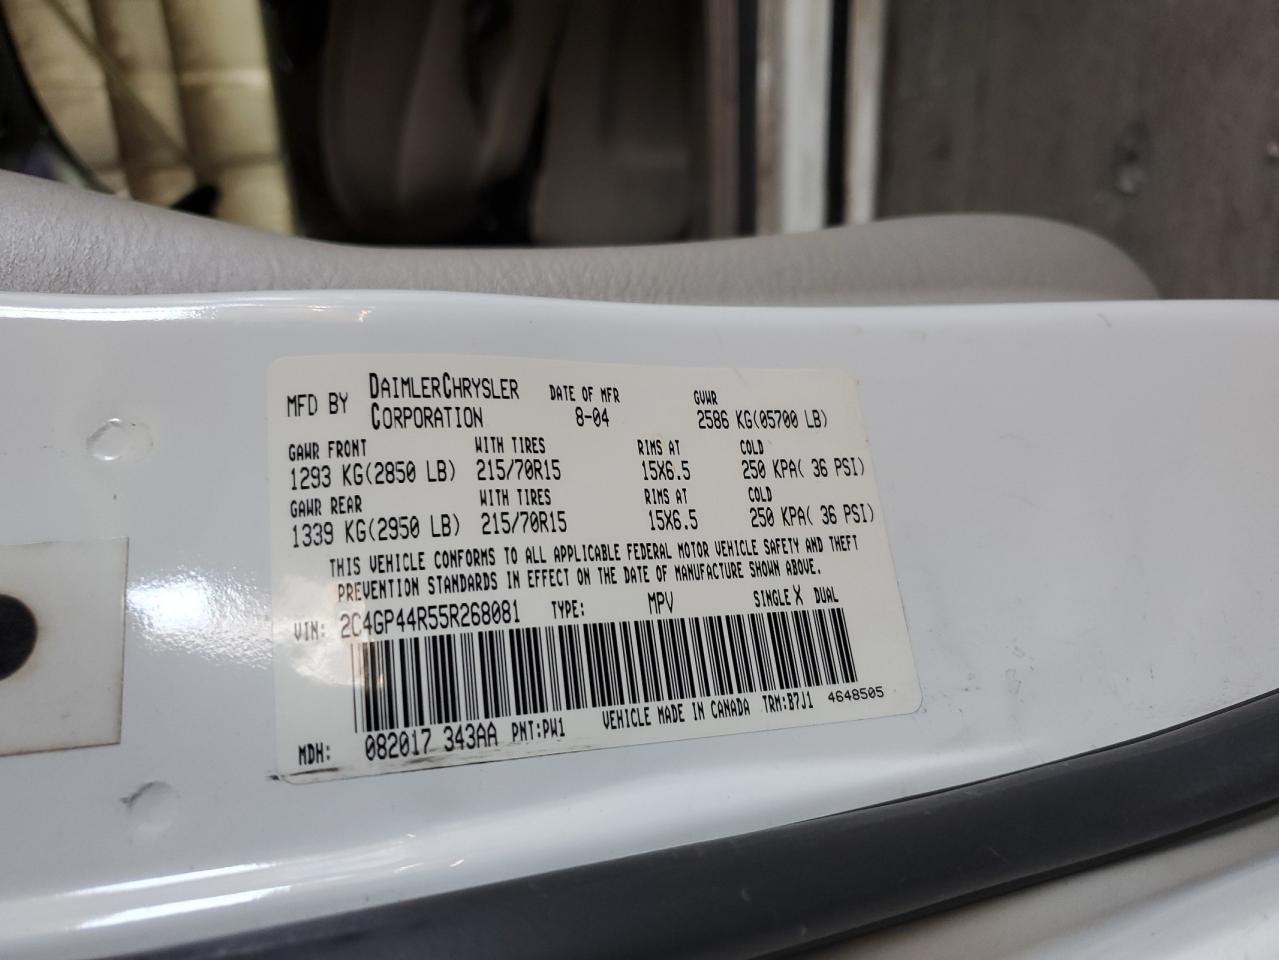 MFD BY DAIMLERCHRYSLER CORPORATION DATE OF MFR 8-04 GVWR 2586 KG(05700 LB)
GAWR FRONT WITH TIRES RIMS AT COLD
1293 KG(2850 LB) 215/70R15 15X6.5 250 KPA( 36 PSI)
GAWR REAR WITH TIRES RIMS AT COLD
1339 KG(2950 LB) 215/70R15 15X6.5 250 KPA( 36 PSI)
THIS VEHICLE CONFORMS TO ALL APPLICABLE FEDERAL MOTOR VEHICLE SAFETY AND THEFT
PREVENTION STANDARDS IN EFFECT ON THE DATE OF MANUFACTURE SHOWN ABOVE.
VIN: 2C4GP44R55R268081 TYPE: MPV SINGLE X DUAL
MDH: 082017 343AA PNT:PW1 VEHICLE MADE IN CANADA TRM:B7J1 4648505